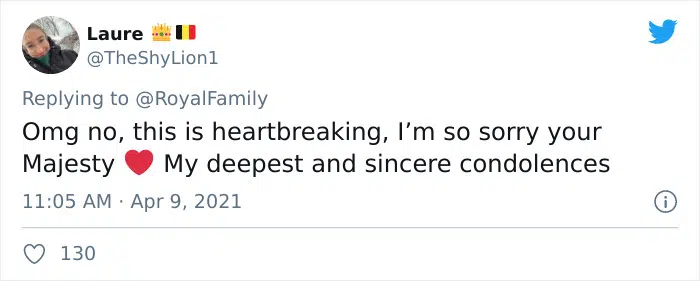 Laure 👑🇧🇪
@TheShyLion1
Replying to @RoyalFamily
Omg no, this is heartbreaking, I’m so sorry your
Majesty ❤️ My deepest and sincere condolences
11:05 AM · Apr 9, 2021
130